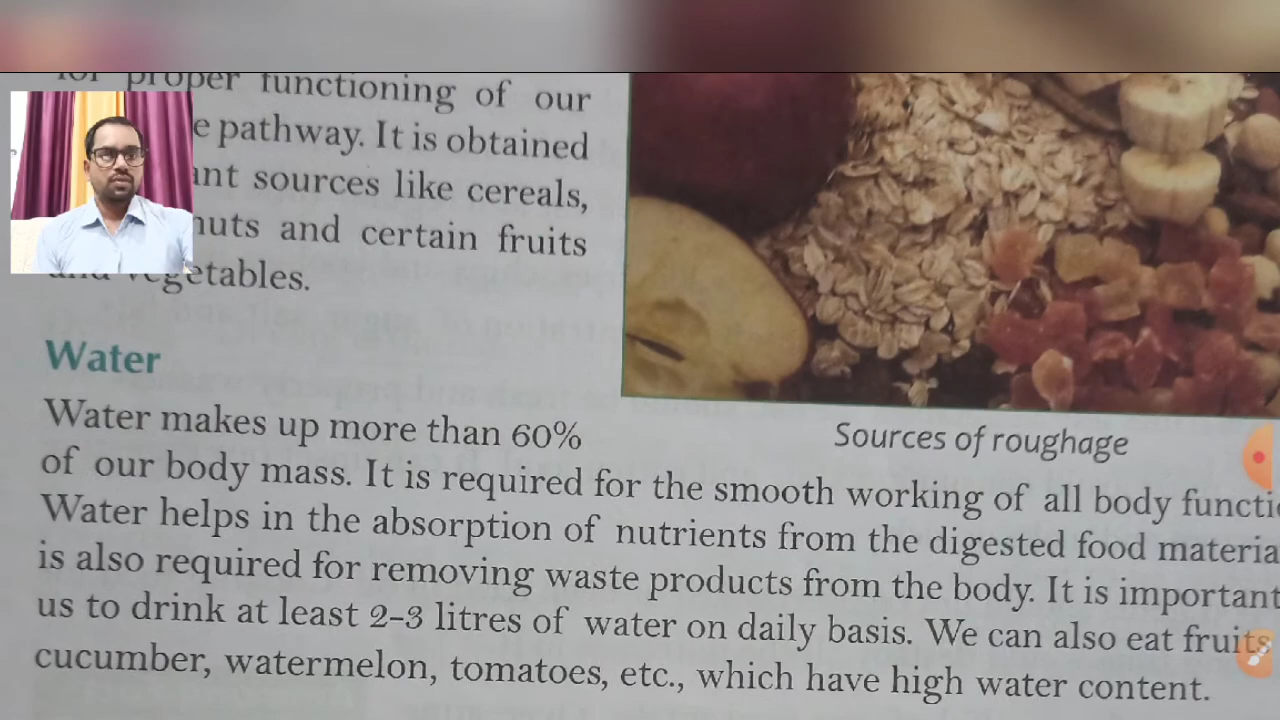 for proper functioning of our
pathway. It is obtained
sources like cereals,
nuts and certain fruits
and vegetables.
Water
Water makes up more than 60%
Sources of roughage
of our body mass. It is required for the smooth working of all body
Water helps in the absorption of nutrients from the digested food
is also required for removing waste products from the body. It is important
us to drink at least 2–3 litres of water on daily basis. We can also eat fruits
cucumber, watermelon, tomatoes, etc., which have high water content.